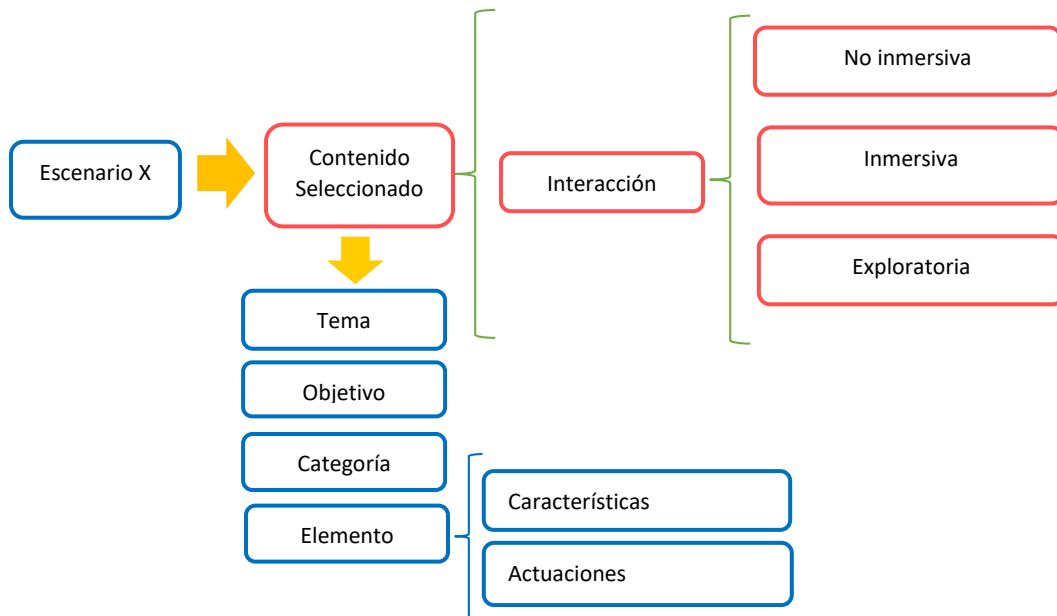 Escenario X
Contenido
Seleccionado
Tema
Objetivo
Categoría
Elemento
Características
Actuaciones
Interacción
No inmersiva
Inmersiva
Exploratoria